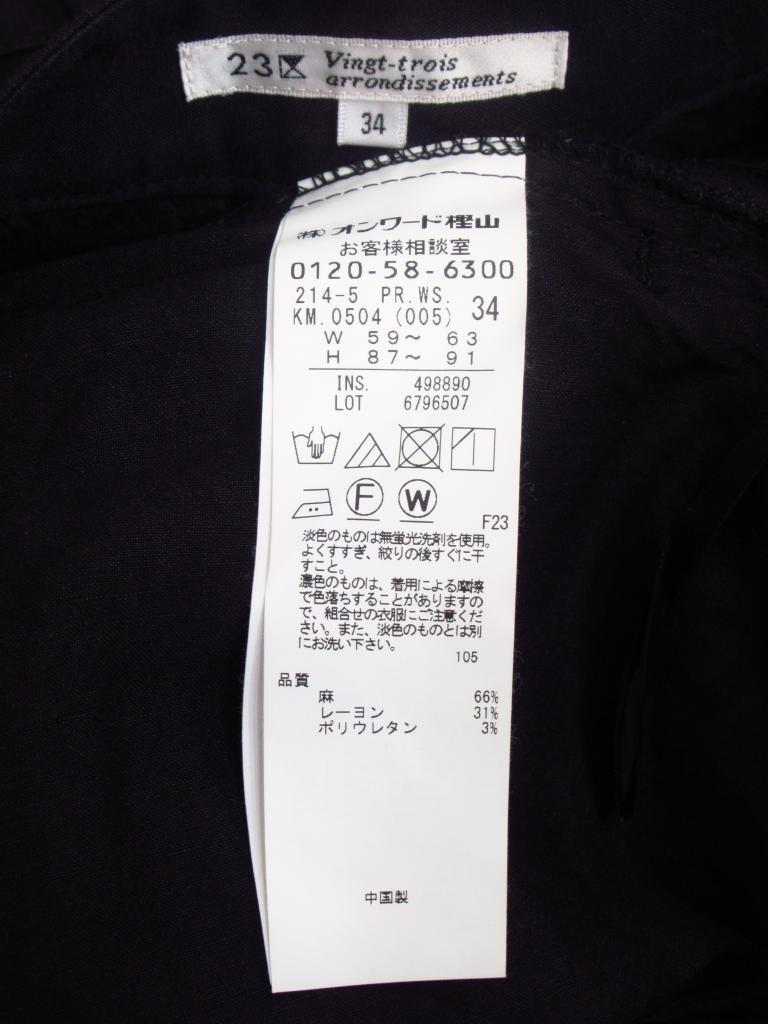 23区 Vingt-trois
arrondissements
34
㈱オンワード樫山
お客様相談室
0120-58-6300
214-5 PR.WS.
KM.0504 (005) 34
W 59～ 63
H 87～ 91
INS. 498890
LOT 6796507
F W
F23
淡色のものは無蛍光洗剤を使用。
よくすすぎ、絞りの後すぐに干
すこと。
濃色のものは、着用による摩擦
で色落ちすることがありますの
で、組合せの衣服にご注意くだ
さい。また、淡色のものとは別
にお洗い下さい。
105
品質
麻 66%
レーヨン 31%
ポリウレタン 3%
中国製